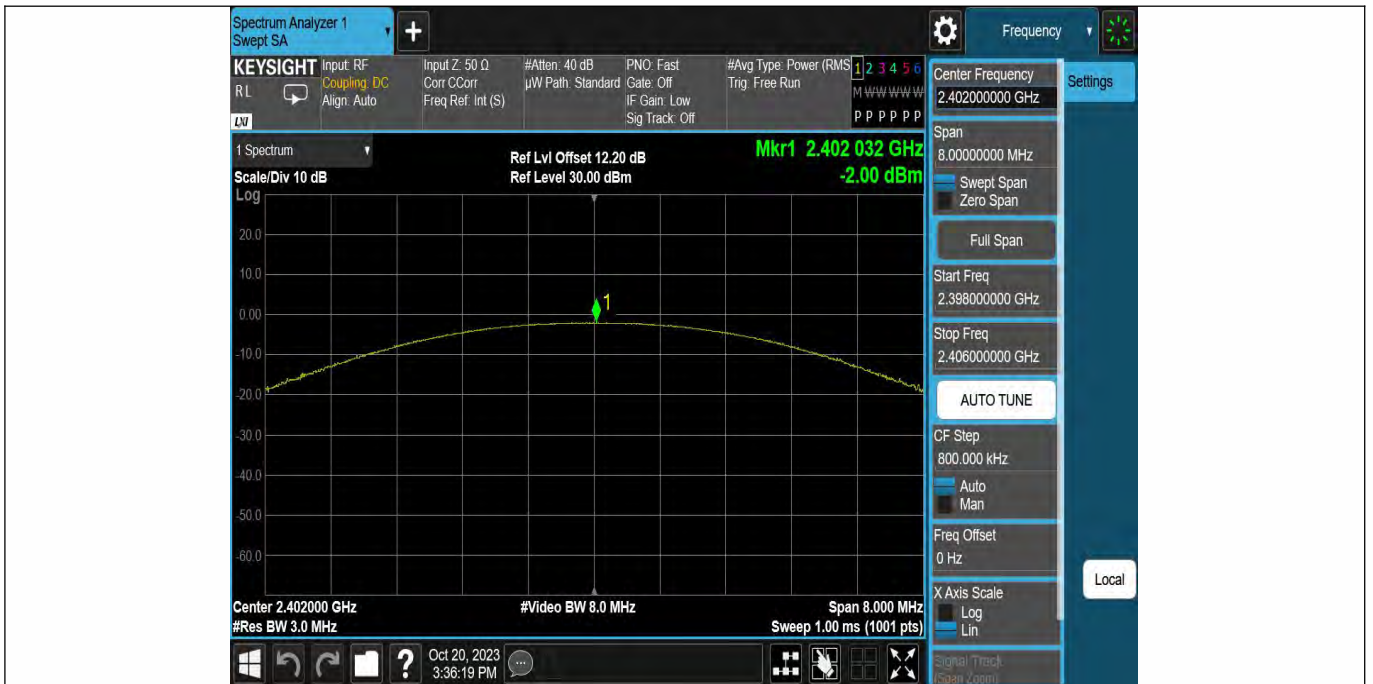 Spectrum Analyzer 1
Swept SA
+
Frequency
KEYSIGHT
RL
LXI
Input: RF
Coupling: DC
Align: Auto
Input Z: 50 Ω
Corr CCorr
Freq Ref: Int (S)
#Atten: 40 dB
µW Path: Standard
PNO: Fast
Gate: Off
IF Gain: Low
Sig Track: Off
#Avg Type: Power (RMS
Trig: Free Run
1 2 3 4 5 6
M W W W W W
P P P P P P
1 Spectrum
Scale/Div 10 dB
Ref Lvl Offset 12.20 dB
Ref Level 30.00 dBm
Mkr1 2.402 032 GHz
-2.00 dBm
Log
20.0
10.0
0.00
-10.0
-20.0
-30.0
-40.0
-50.0
-60.0
1
Center 2.402000 GHz
#Res BW 3.0 MHz
#Video BW 8.0 MHz
Span 8.000 MHz
Sweep 1.00 ms (1001 pts)
Center Frequency
2.402000000 GHz
Settings
Span
8.00000000 MHz
Swept Span
Zero Span
Full Span
Start Freq
2.398000000 GHz
Stop Freq
2.406000000 GHz
AUTO TUNE
CF Step
800.000 kHz
Auto
Man
Freq Offset
0 Hz
X Axis Scale
Log
Lin
Signal Track
(Span Zoom)
Local
?
Oct 20, 2023
3:36:19 PM